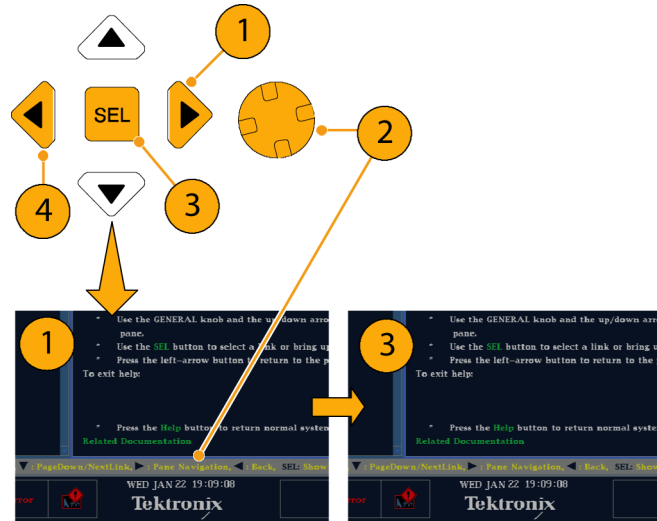 1
SEL
2
4
3
1
" Use the GENERAL knob and the up/down arro
pane.
" Use the SEL button to select a link or bring up
" Press the left-arrow button to return to the p
To exit help:
" Press the Help button to return normal system
Related Documentation
▼ : PageDown/NextLink, ▶ : Pane Navigation, ◀ : Back, SEL: Show
ror
WED JAN 22 19:09:08
Tektronix
3
" Use the GENERAL knob and the up/down arr
pane.
" Use the SEL button to select a link or bring u
" Press the left-arrow button to return to the
To exit help:
" Press the Help button to return normal syste
Related Documentation
▼ : PageDown/NextLink, ▶ : Pane Navigation, ◀ : Back, SEL: Show
ror
WED JAN 22 19:09:08
Tektronix